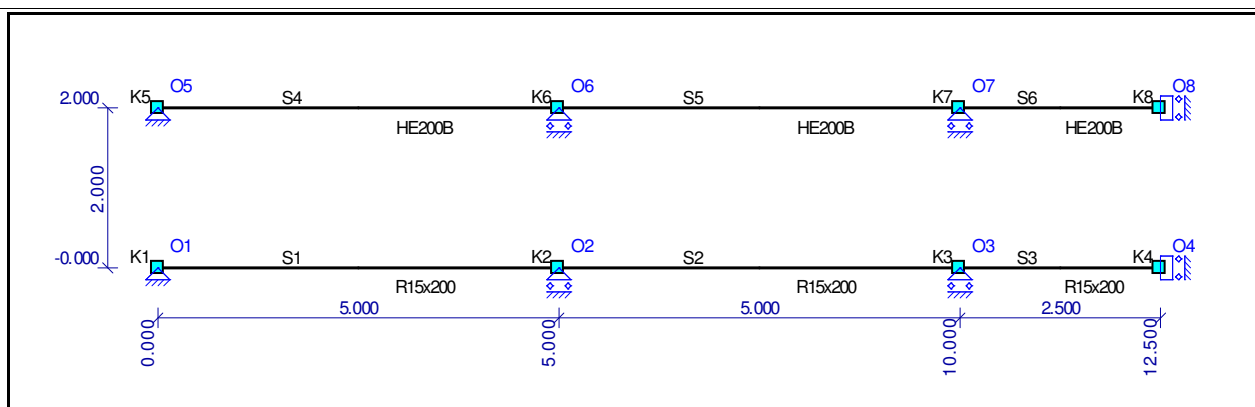 K5 O5 S4 K6 O6 S5 K7 O7 S6 K8 O8
2.000
HE200B HE200B HE200B
2.000
-0.000
K1 O1 S1 K2 O2 S2 K3 O3 S3 K4 O4
R15x200 R15x200 R15x200
5.000 5.000 2.500
0.000 5.000 10.000 12.500